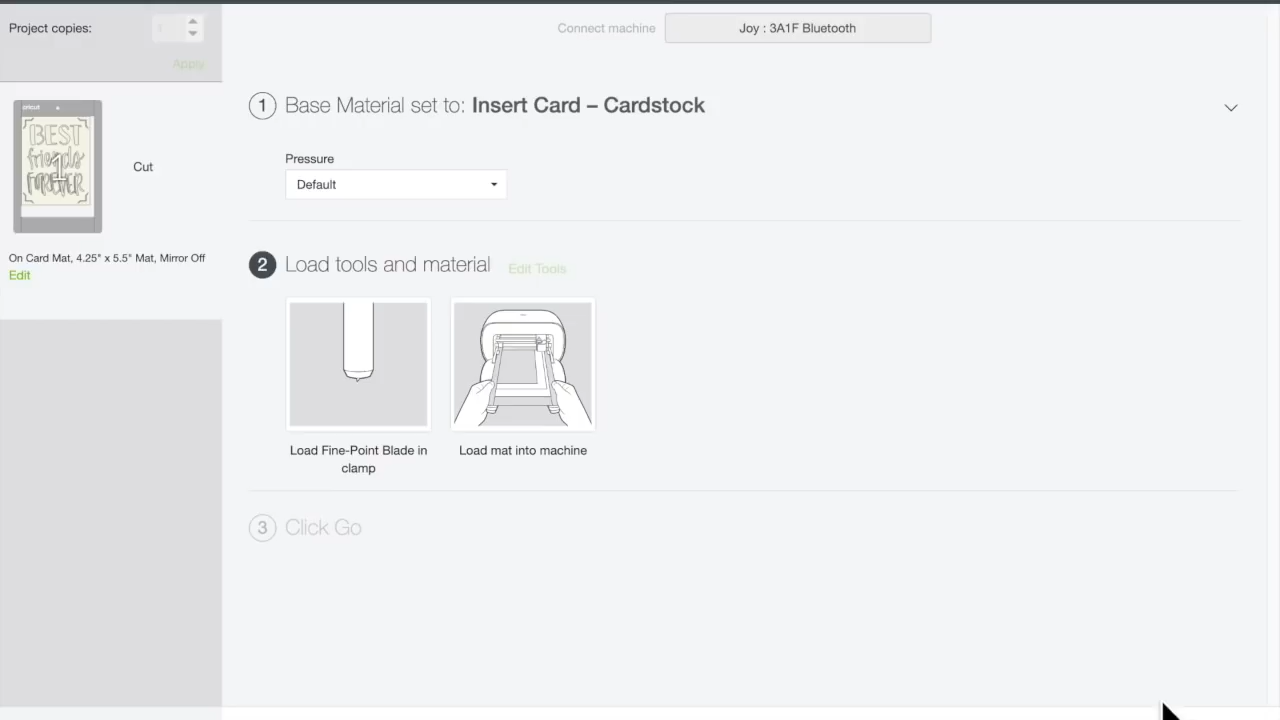 Project copies:
1
Apply
Connect machine
Joy : 3A1F Bluetooth
cricut
BEST
friends
FOREVER
1
Cut
On Card Mat, 4.25" x 5.5" Mat, Mirror Off
Edit
1 Base Material set to: Insert Card – Cardstock
Pressure
Default
2 Load tools and material Edit Tools
Load Fine-Point Blade in
clamp
Load mat into machine
3 Click Go